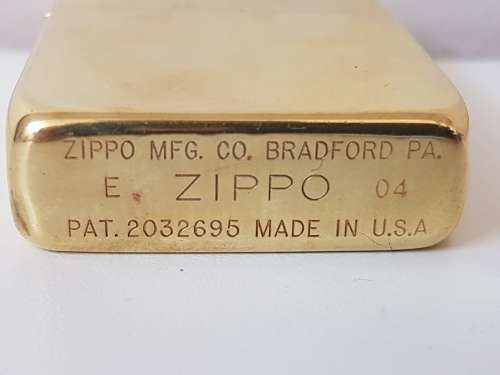 ZIPPO MFG. CO. BRADFORD PA.
E ZIPPO 04
PAT. 2032695 MADE IN U.S.A